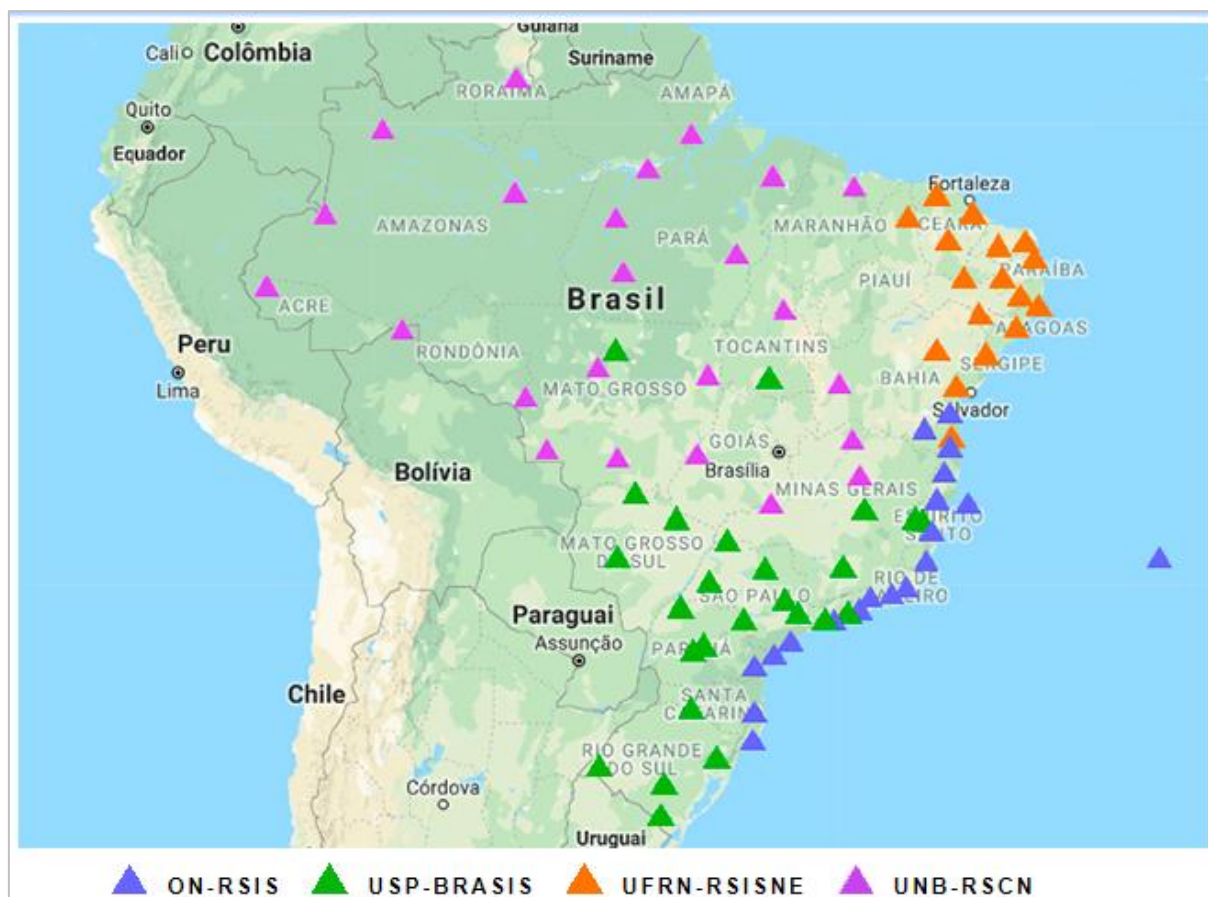 Guiana
Cali
Colômbia
Suriname
RORAIMA
AMAPÁ
Quito
Equador
Fortaleza
AMAZONAS
PARÁ
MARANHÃO
CEARÁ
PARAÍBA
PIAUÍ
Brasil
ACRE
ALAGOAS
Peru
RONDÔNIA
TOCANTINS
SERGIPE
Lima
MATO GROSSO
BAHIA
Salvador
GOIÁS
Bolívia
Brasília
MINAS GERAIS
ESPÍRITO
SANTO
MATO GROSSO
DO SUL
RIO DE
JANEIRO
SÃO PAULO
Paraguai
Assunção
PARANÁ
Chile
SANTA
CATARINA
RIO GRANDE
DO SUL
Córdova
Uruguai
ON-RSIS USP-BRASIS UFRN-RSISNE UNB-RSCN